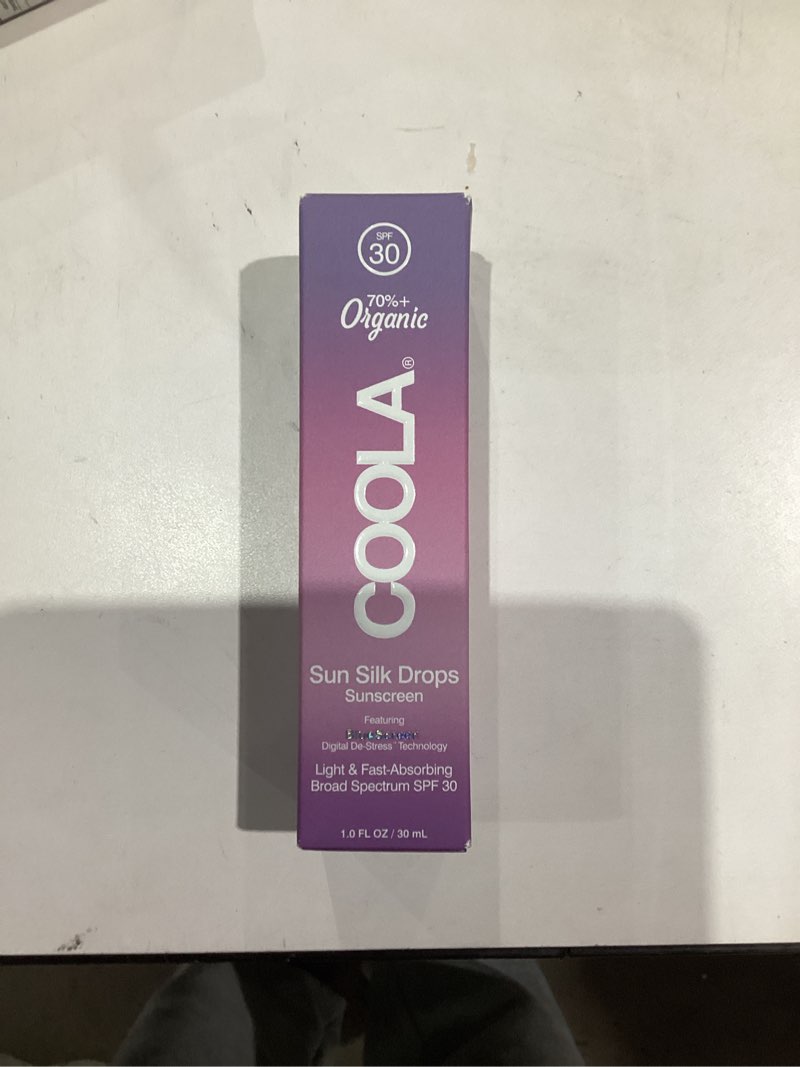 SPF
30
70%+
Organic
COOLA®
Sun Silk Drops
Sunscreen
Featuring
Digital De-Stress™ Technology
Light & Fast-Absorbing
Broad Spectrum SPF 30
1.0 FL OZ / 30 mL